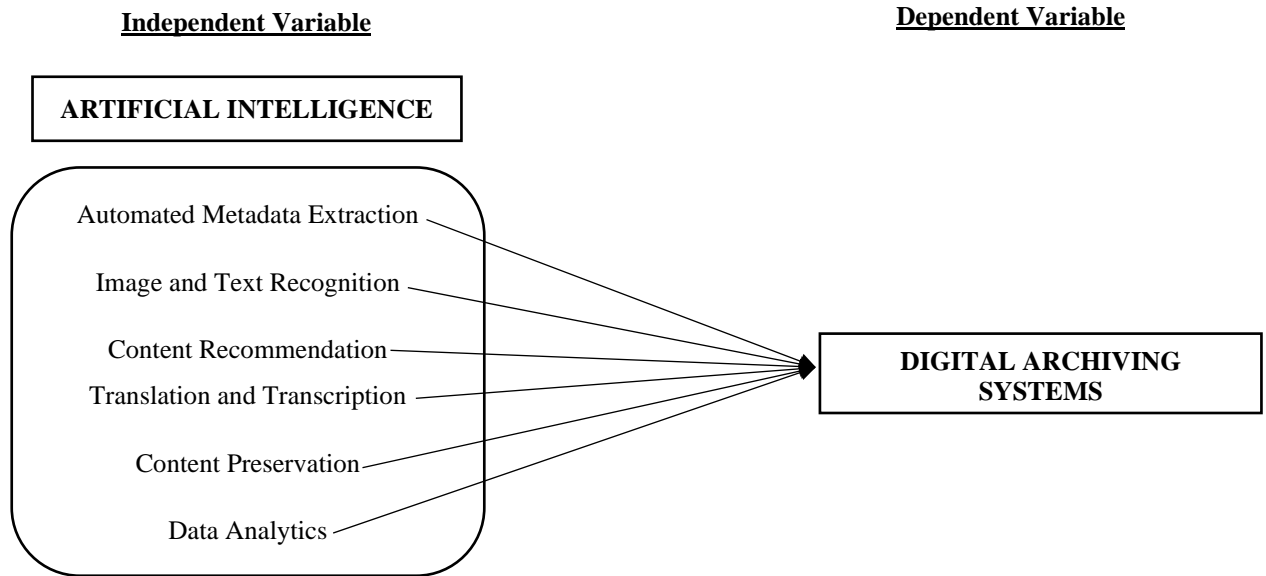 Independent Variable
Dependent Variable
ARTIFICIAL INTELLIGENCE
Automated Metadata Extraction
Image and Text Recognition
Content Recommendation
Translation and Transcription
Content Preservation
Data Analytics
DIGITAL ARCHIVING
SYSTEMS